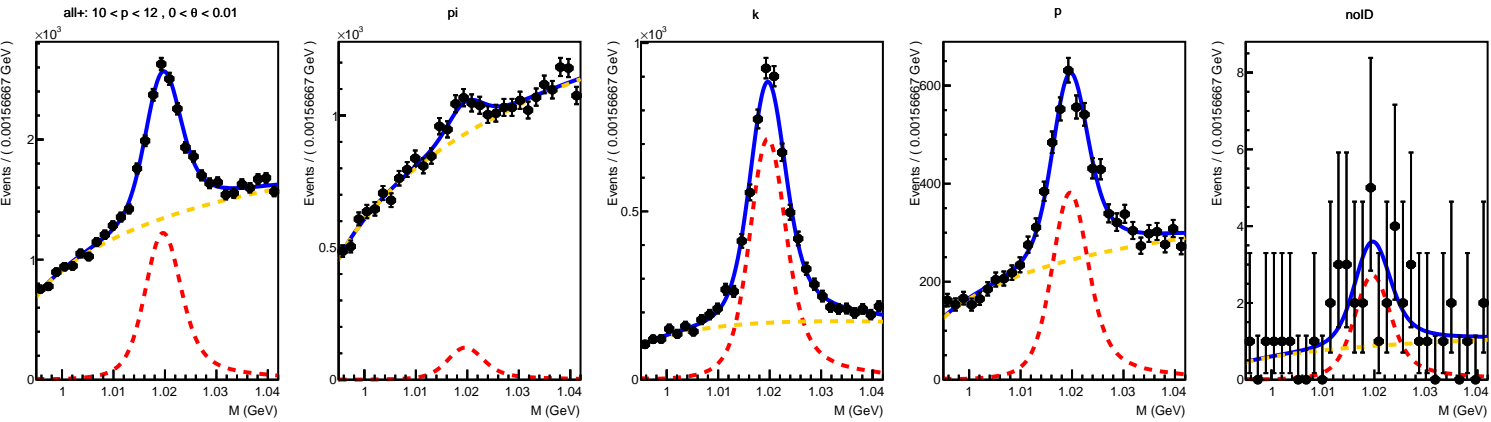 all+: 10 < p < 12 , 0 < θ < 0.01
×10³
Events / ( 0.00156667 GeV )
2
1
0
1 1.01 1.02 1.03 1.04
M (GeV)
pi
×10³
Events / ( 0.00156667 GeV )
1
0.5
0
1 1.01 1.02 1.03 1.04
M (GeV)
k
×10³
Events / ( 0.00156667 GeV )
1
0.5
0
1 1.01 1.02 1.03 1.04
M (GeV)
p
Events / ( 0.00156667 GeV )
600
400
200
0
1 1.01 1.02 1.03 1.04
M (GeV)
noID
Events / ( 0.00156667 GeV )
8
6
4
2
0
1 1.01 1.02 1.03 1.04
M (GeV)